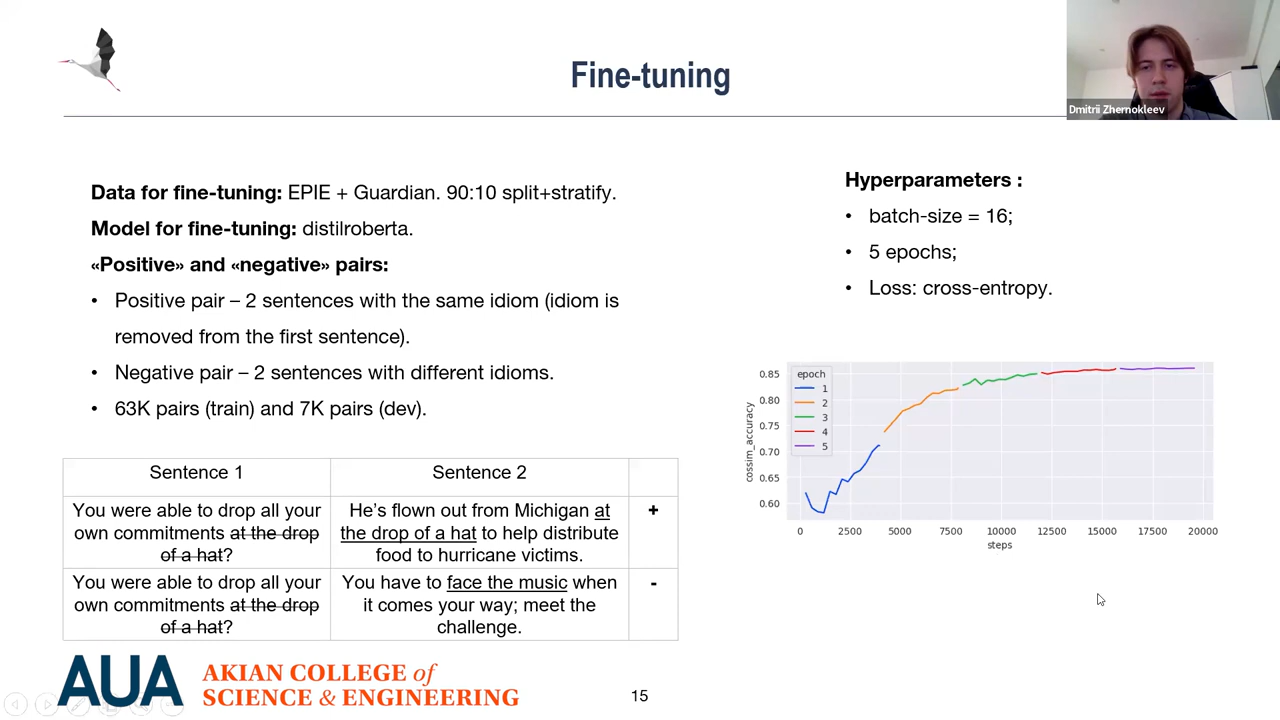 Fine-tuning
Dmitrii Zhernokleev
Data for fine-tuning: EPIE + Guardian. 90:10 split+stratify.
Model for fine-tuning: distilroberta.
«Positive» and «negative» pairs:
• Positive pair – 2 sentences with the same idiom (idiom is
removed from the first sentence).
• Negative pair – 2 sentences with different idioms.
• 63K pairs (train) and 7K pairs (dev).
Hyperparameters :
• batch-size = 16;
• 5 epochs;
• Loss: cross-entropy.
epoch
1
2
3
4
5
cossim_accuracy
0.85
0.80
0.75
0.70
0.65
0.60
0 2500 5000 7500 10000 12500 15000 17500 20000
steps
Sentence 1 Sentence 2
You were able to drop all your
own commitments at the drop
of a hat?
He's flown out from Michigan at
the drop of a hat to help distribute
food to hurricane victims.
+
You were able to drop all your
own commitments at the drop
of a hat?
You have to face the music when
it comes your way; meet the
challenge.
-
AUA
AKIAN COLLEGE of
SCIENCE & ENGINEERING
15